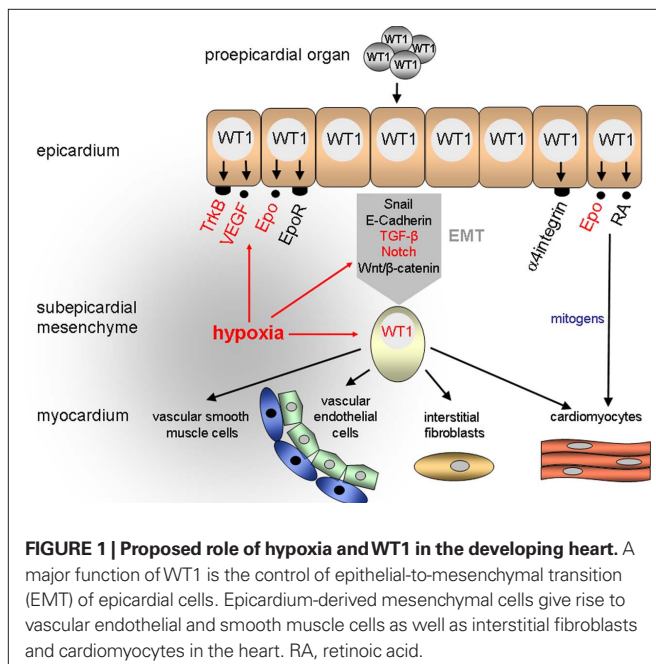 proepicardial organ
WT1
WT1
WT1
WT1
WT1
epicardium
WT1
WT1
WT1
WT1
WT1
WT1
WT1
WT1
TrkB
VEGF
Epo
EpoR
α4integrin
Epo
RA
Snail
E-Cadherin
TGF-β
Notch
Wnt/β-catenin
EMT
subepicardial
mesenchyme
hypoxia
WT1
mitogens
myocardium
vascular smooth
muscle cells
vascular
endothelial
cells
interstitial
fibroblasts
cardiomyocytes
FIGURE 1 | Proposed role of hypoxia and WT1 in the developing heart. A
major function of WT1 is the control of epithelial-to-mesenchymal transition
(EMT) of epicardial cells. Epicardium-derived mesenchymal cells give rise to
vascular endothelial and smooth muscle cells as well as interstitial fibroblasts
and cardiomyocytes in the heart. RA, retinoic acid.